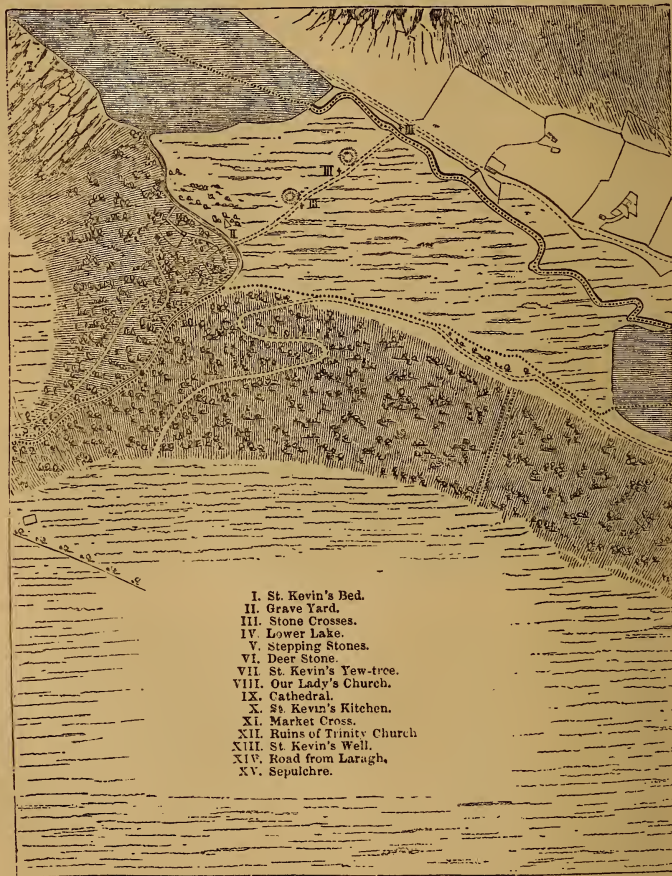 I
III
III
III
II
I. St. Kevin's Bed.
II. Grave Yard.
III. Stone Crosses.
IV. Lower Lake.
V. Stepping Stones.
VI. Deer Stone.
VII. St. Kevin's Yew-tree.
VIII. Our Lady's Church.
IX. Cathedral.
X. St. Kevin's Kitchen.
XI. Market Cross.
XII. Ruins of Trinity Church
XIII. St. Kevin's Well.
XIV. Road from Laragh,
XV. Sepulchre.